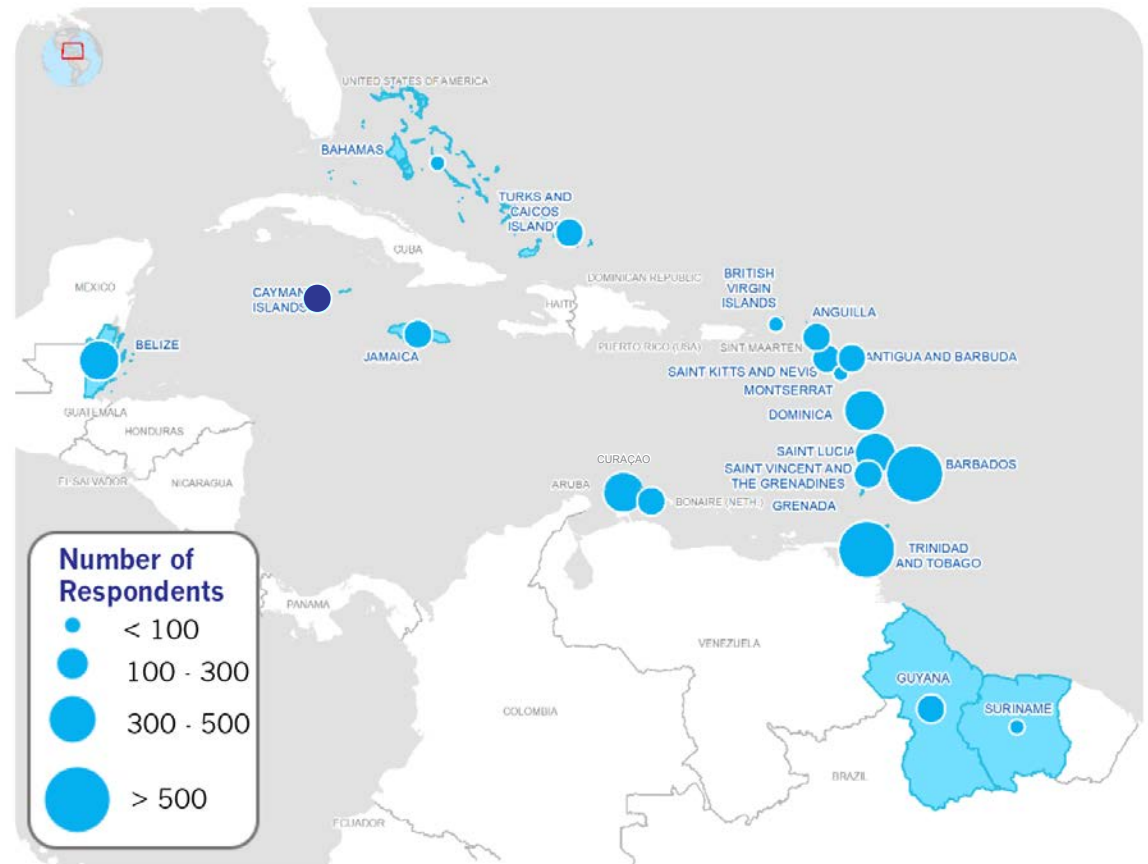 UNITED STATES OF AMERICA
BAHAMAS
TURKS AND
CAICOS
ISLANDS
CUBA
MEXICO
CAYMAN
ISLANDS
HAITI
DOMINICAN REPUBLIC
BRITISH
VIRGIN
ISLANDS
ANGUILLA
BELIZE
JAMAICA
PUERTO RICO (USA)
SINT MAARTEN
ANTIGUA AND BARBUDA
SAINT KITTS AND NEVIS
MONTSERRAT
GUATEMALA
DOMINICA
HONDURAS
SAINT LUCIA
CURAÇAO
BARBADOS
SAINT VINCENT AND
THE GRENADINES
EL SALVADOR
NICARAGUA
ARUBA
BONAIRE (NETH.)
GRENADA
TRINIDAD
AND TOBAGO
Number of
Respondents
< 100
100 - 300
300 - 500
> 500
PANAMA
VENEZUELA
GUYANA
SURINAME
COLOMBIA
BRAZIL
ECUADOR